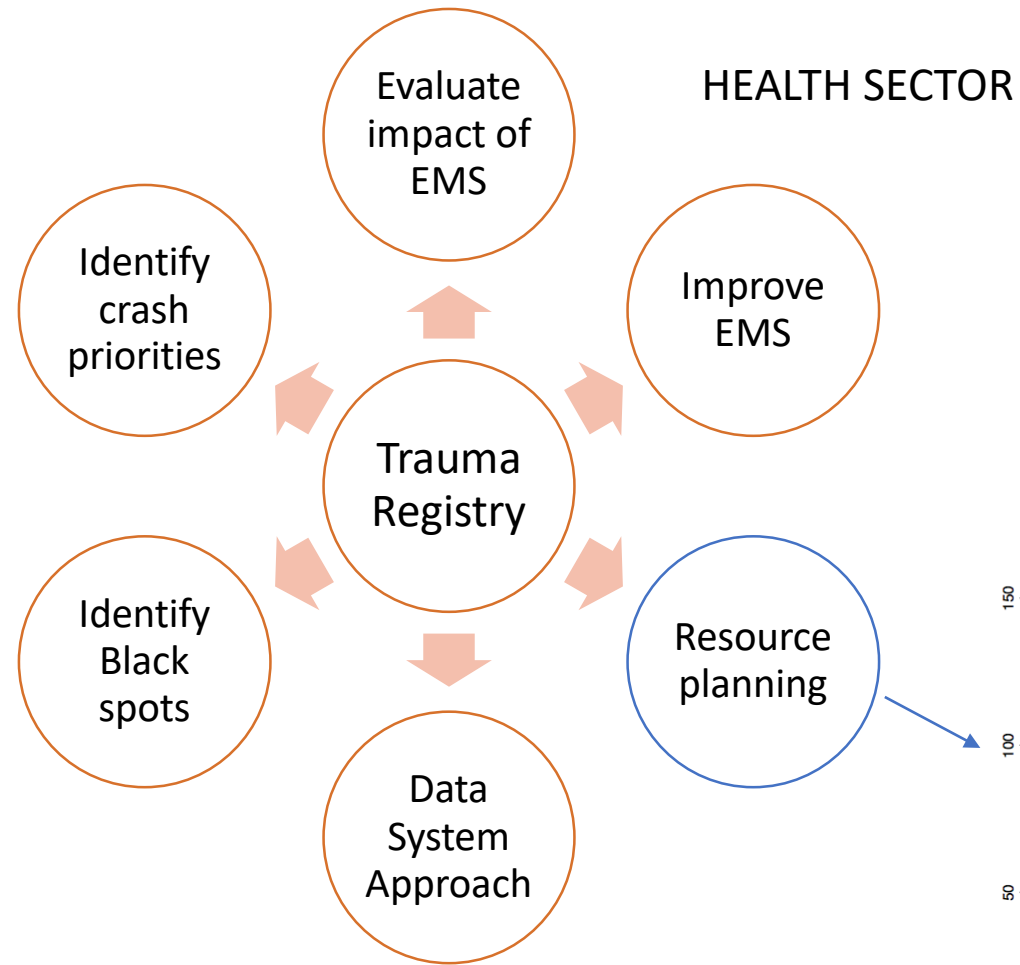 HEALTH SECTOR
Evaluate
impact of
EMS
Identify
crash
priorities
Improve
EMS
Trauma
Registry
Identify
Black
spots
Resource
planning
Data
System
Approach
150
100
50